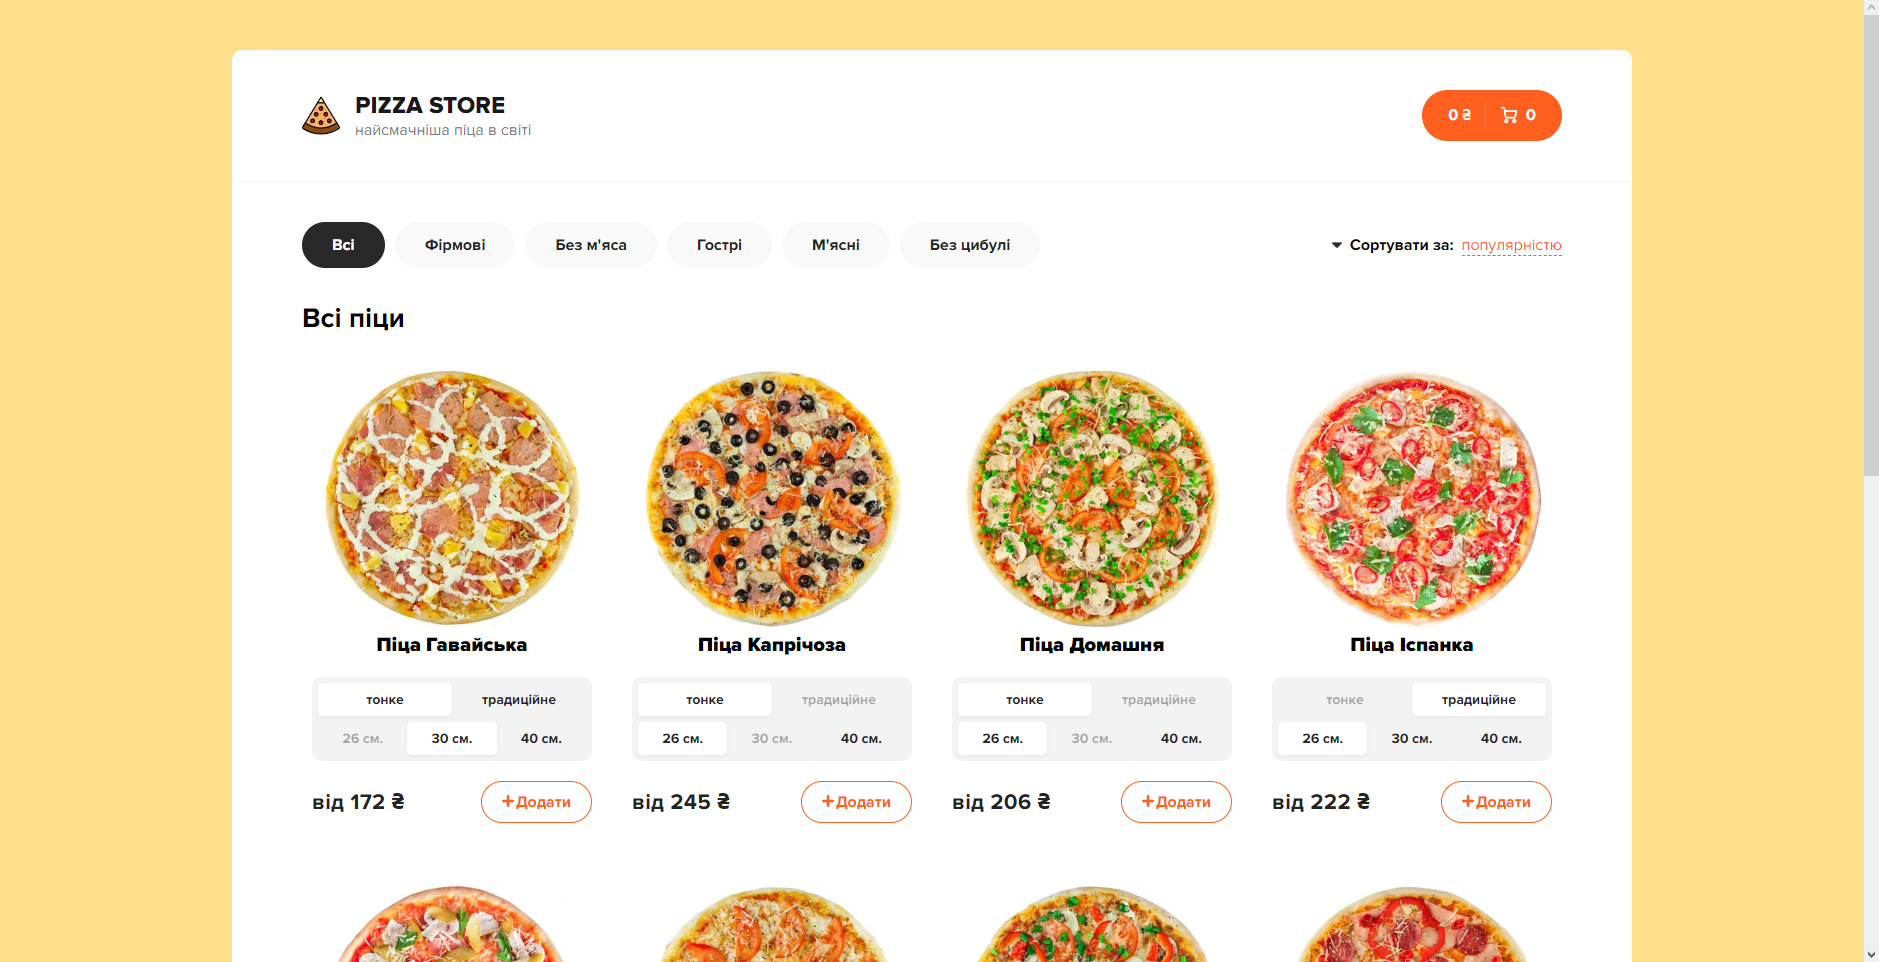 PIZZA STORE
найсмачніша піца в світі
0 ₴ 0
Всі Фірмові Без м'яса Гострі М'ясні Без цибулі
Сортувати за: популярністю
Всі піци
Піца Гавайська
тонке традиційне
26 см. 30 см. 40 см.
від 172 ₴ +Додати
Піца Капрічоза
тонке традиційне
26 см. 30 см. 40 см.
від 245 ₴ +Додати
Піца Домашня
тонке традиційне
26 см. 30 см. 40 см.
від 206 ₴ +Додати
Піца Іспанка
тонке традиційне
26 см. 30 см. 40 см.
від 222 ₴ +Додати